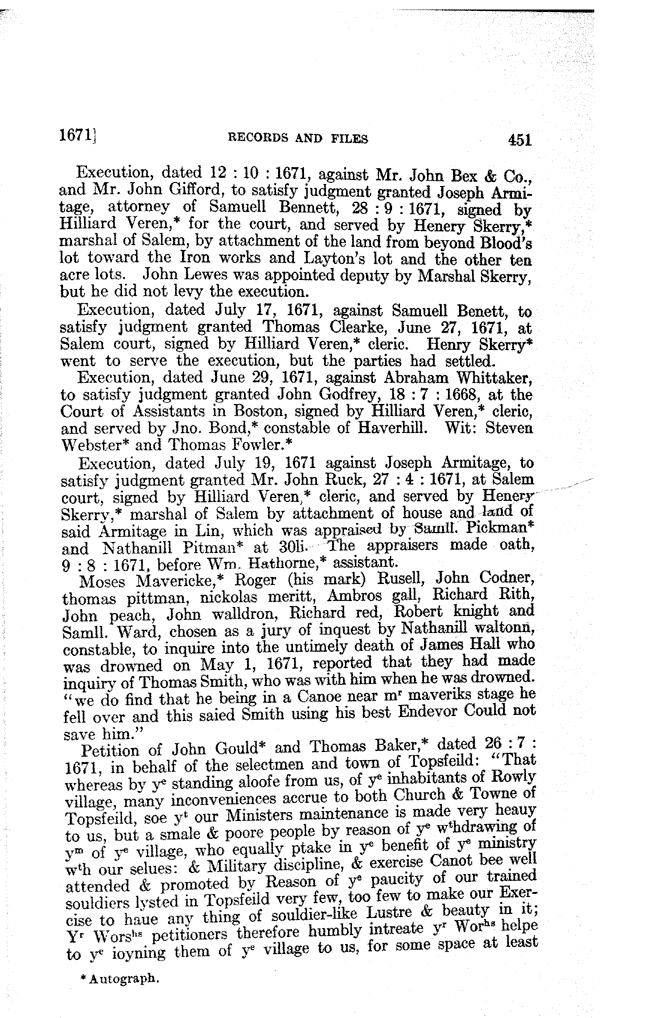 1671] RECORDS AND FILES 451
Execution, dated 12 : 10 : 1671, against Mr. John Bex & Co.,
and Mr. John Gifford, to satisfy judgment granted Joseph Armi-
tage, attorney of Samuell Bennett, 28 : 9 : 1671, signed by
Hilliard Veren,* for the court, and served by Henery Skerry,*
marshal of Salem, by attachment of the land from beyond Blood's
lot toward the Iron works and Layton's lot and the other ten
acre lots. John Lewes was appointed deputy by Marshal Skerry,
but he did not levy the execution.
Execution, dated July 17, 1671, against Samuell Benett, to
satisfy judgment granted Thomas Clearke, June 27, 1671, at
Salem court, signed by Hilliard Veren,* cleric. Henry Skerry*
went to serve the execution, but the parties had settled.
Execution, dated June 29, 1671, against Abraham Whittaker,
to satisfy judgment granted John Godfrey, 18 : 7 : 1668, at the
Court of Assistants in Boston, signed by Hilliard Veren,* cleric,
and served by Jno. Bond,* constable of Haverhill. Wit: Steven
Webster* and Thomas Fowler.*
Execution, dated July 19, 1671 against Joseph Armitage, to
satisfy judgment granted Mr. John Ruck, 27 : 4 : 1671, at Salem
court, signed by Hilliard Veren,* cleric, and served by Henery
Skerry,* marshal of Salem by attachment of house and land of
said Armitage in Lin, which was appraised by Samll. Pickman*
and Nathanill Pitman* at 30li. The appraisers made oath,
9 : 8 : 1671, before Wm. Hathorne,* assistant.
Moses Mavericke,* Roger (his mark) Rusell, John Codner,
thomas pittman, nickolas meritt, Ambros gall, Richard Rith,
John peach, John walldron, Richard red, Robert knight and
Samll. Ward, chosen as a jury of inquest by Nathanill waltonn,
constable, to inquire into the untimely death of James Hall who
was drowned on May 1, 1671, reported that they had made
inquiry of Thomas Smith, who was with him when he was drowned.
"we do find that he being in a Canoe near mʳ maveriks stage he
fell over and this saied Smith using his best Endevor Could not
save him."
Petition of John Gould* and Thomas Baker,* dated 26 : 7 :
1671, in behalf of the selectmen and town of Topsfeild: "That
whereas by yᵉ standing aloofe from us, of yᵉ inhabitants of Rowly
village, many inconveniences accrue to both Church & Towne of
Topsfeild, soe yᵗ our Ministers maintenance is made very heauy
to us, but a smale & poore people by reason of yᵉ wᵗhdrawing of
yᵐ of yᵉ village, who equally ptake in yᵉ benefit of yᵉ ministry
wᵗh our selues: & Military discipline, & exercise Canot bee well
attended & promoted by Reason of yᵉ paucity of our trained
souldiers lysted in Topsfeild very few, too few to make our Exer-
cise to haue any thing of souldier-like Lustre & beauty in it;
Yʳ Worsʰˢ petitioners therefore humbly intreate yʳ Worʰˢ helpe
to yᵉ ioyning them of yᵉ village to us, for some space at least
*Autograph.